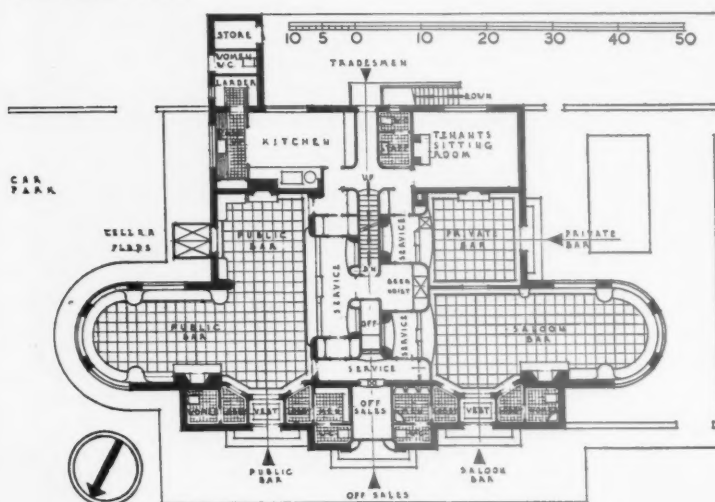 STORE
WOMEN
W.C.
LARDER
10 5 0 10 20 30 40 50
TRADESMEN
DOWN
KITCHEN
TENANTS
SITTING
ROOM
CAR
PARK
UP
CELLAR
FLAPS
PUBLIC
BAR
SERVICE
PRIVATE
BAR
PRIVATE
BAR
DN
BEER
HOIST
SERVICE
PUBLIC
BAR
OFF
SERVICE
SALOON
BAR
SERVICE
VEST
MEN
OFF
SALES
MEN
VEST
PUBLIC
BAR
SALOON
BAR
OFF SALES